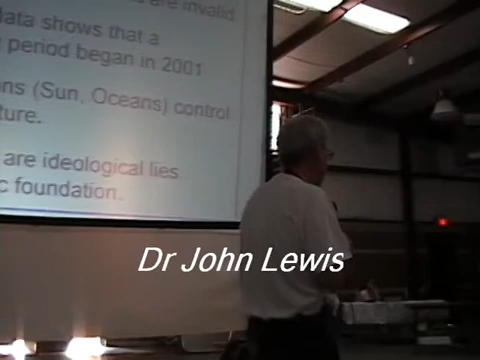 are invalid
data shows that a
period began in 2001
ns (Sun, Oceans) control
ture.
are ideological lies
c foundation.
Dr John Lewis